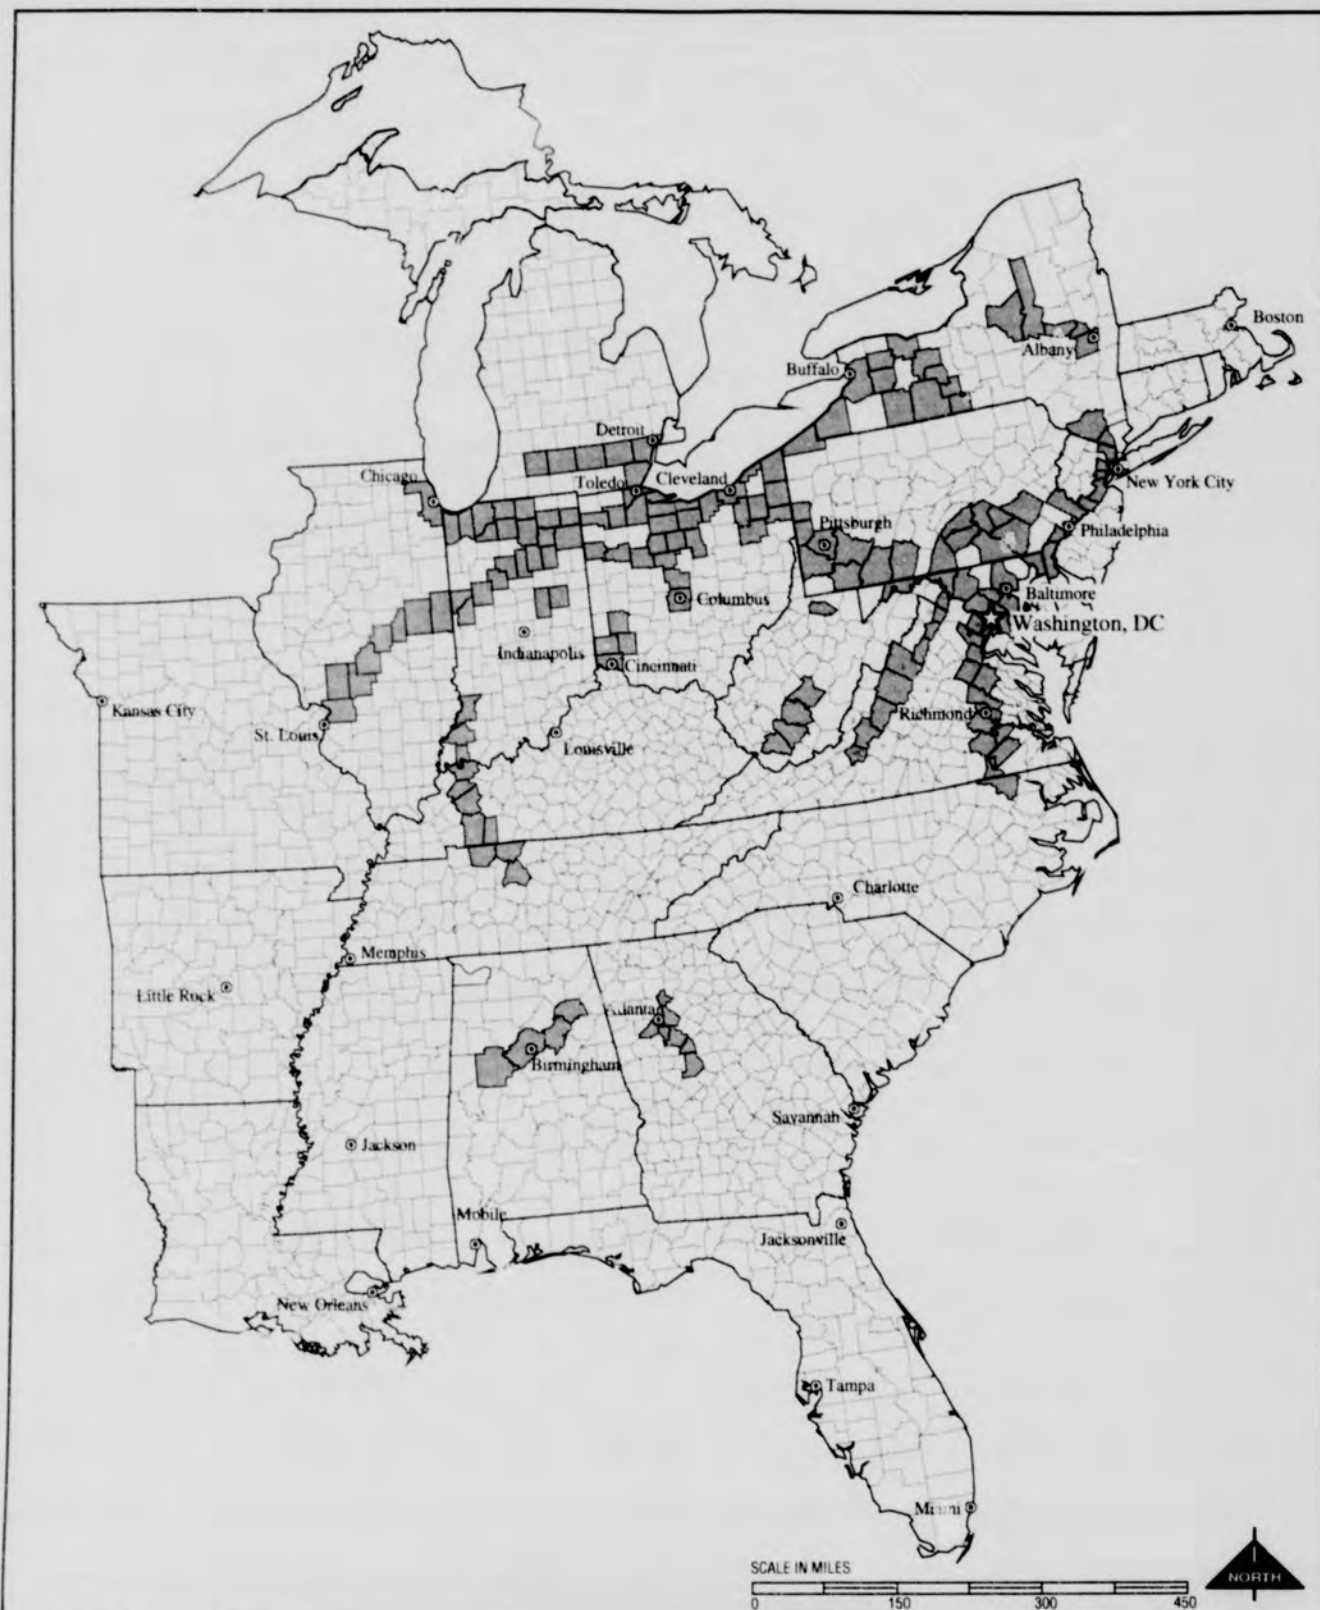 Boston
Albany
Buffalo
Detroit
Chicago
Toledo
Cleveland
New York City
Pittsburgh
Philadelphia
Columbus
Baltimore
Washington, DC
Indianapolis
Cincinnati
Kansas City
St. Louis
Richmond
Louisville
Charlotte
Memphis
Little Rock
Atlanta
Birmingham
Savannah
Jackson
Mobile
Jacksonville
New Orleans
Tampa
Miami
SCALE IN MILES
NORTH
0 150 300 450